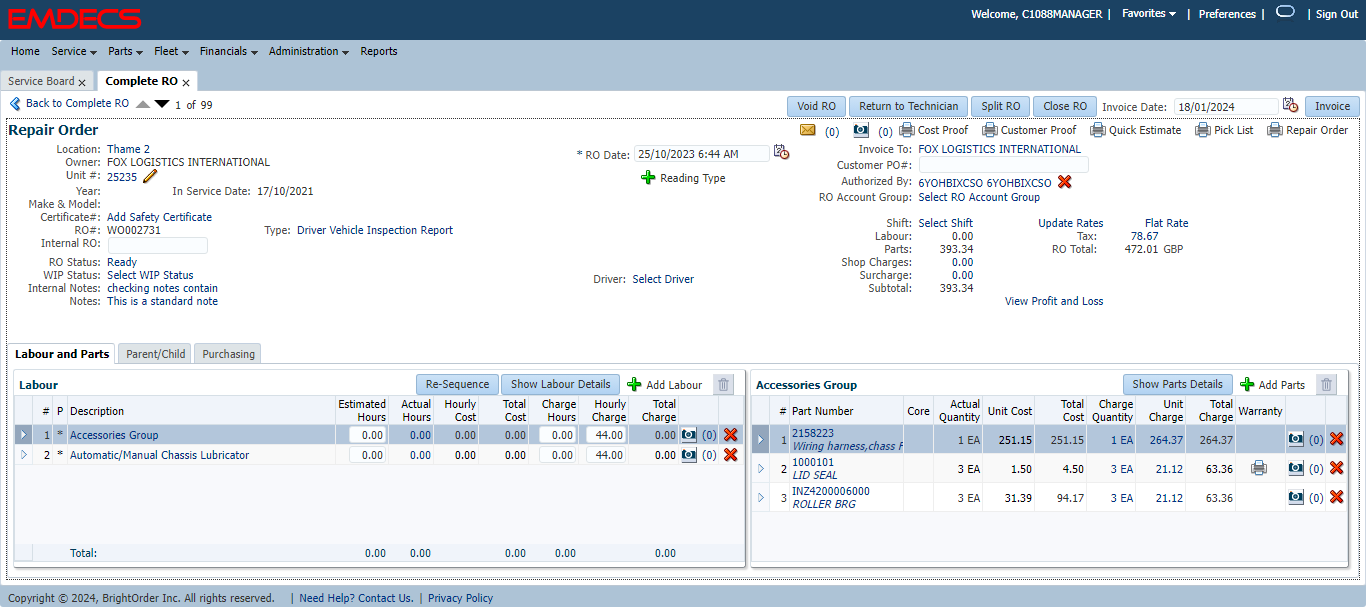 EMDECS
Welcome, C1088MANAGER | Favorites | Preferences | | Sign Out
Home Service Parts Fleet Financials Administration Reports
Service Board x Complete RO x
Back to Complete RO 1 of 99 Void RO Return to Technician Split RO Close RO Invoice Date: 18/01/2024 Invoice
Repair Order (0) (0) Cost Proof Customer Proof Quick Estimate Pick List Repair Order
Location: Thame 2 * RO Date: 25/10/2023 6:44 AM Invoice To: FOX LOGISTICS INTERNATIONAL
Owner: FOX LOGISTICS INTERNATIONAL Customer PO#:
Unit #: 25235 Reading Type Authorized By: 6YOHBIXCSO 6YOHBIXCSO
Year: In Service Date: 17/10/2021 RO Account Group: Select RO Account Group
Make & Model:
Certificate#: Add Safety Certificate Shift: Select Shift Update Rates Flat Rate
RO#: WO002731 Type: Driver Vehicle Inspection Report Labour: 0.00 Tax: 78.67
Internal RO: Parts: 393.34 RO Total: 472.01 GBP
RO Status: Ready Shop Charges: 0.00
WIP Status: Select WIP Status Driver: Select Driver Surcharge: 0.00
Internal Notes: checking notes contain Subtotal: 393.34
Notes: This is a standard note View Profit and Loss
Labour and Parts Parent/Child Purchasing
Labour Re-Sequence Show Labour Details Add Labour
# P Description Estimated Hours Actual Hours Hourly Cost Total Cost Charge Hours Hourly Charge Total Charge
1 * Accessories Group 0.00 0.00 0.00 0.00 0.00 44.00 0.00 (0)
2 * Automatic/Manual Chassis Lubricator 0.00 0.00 0.00 0.00 0.00 44.00 0.00 (0)
Total: 0.00 0.00 0.00 0.00 0.00
Accessories Group Show Parts Details Add Parts
# Part Number Core Actual Quantity Unit Cost Total Cost Charge Quantity Unit Charge Total Charge Warranty
1 2158223 1 EA 251.15 251.15 1 EA 264.37 264.37 (0)
Wiring harness,chass F
2 1000101 3 EA 1.50 4.50 3 EA 21.12 63.36 (0)
LID SEAL
3 INZ4200006000 3 EA 31.39 94.17 3 EA 21.12 63.36 (0)
ROLLER BRG
Copyright © 2024, BrightOrder Inc. All rights reserved. | Need Help? Contact Us. | Privacy Policy